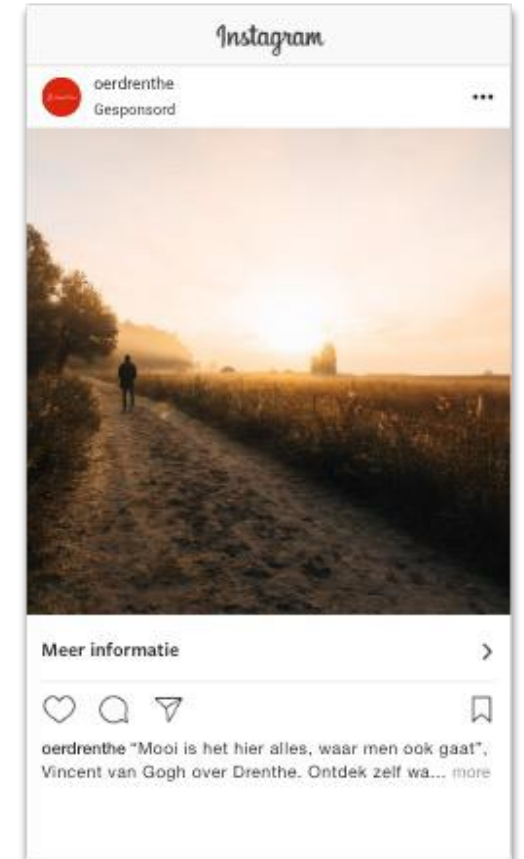 Instagram
oerdrenthe
Gesponsord
Meer informatie
oerdrenthe “Mooi is het hier alles, waar men ook gaat”,
Vincent van Gogh over Drenthe. Ontdek zelf wa... more